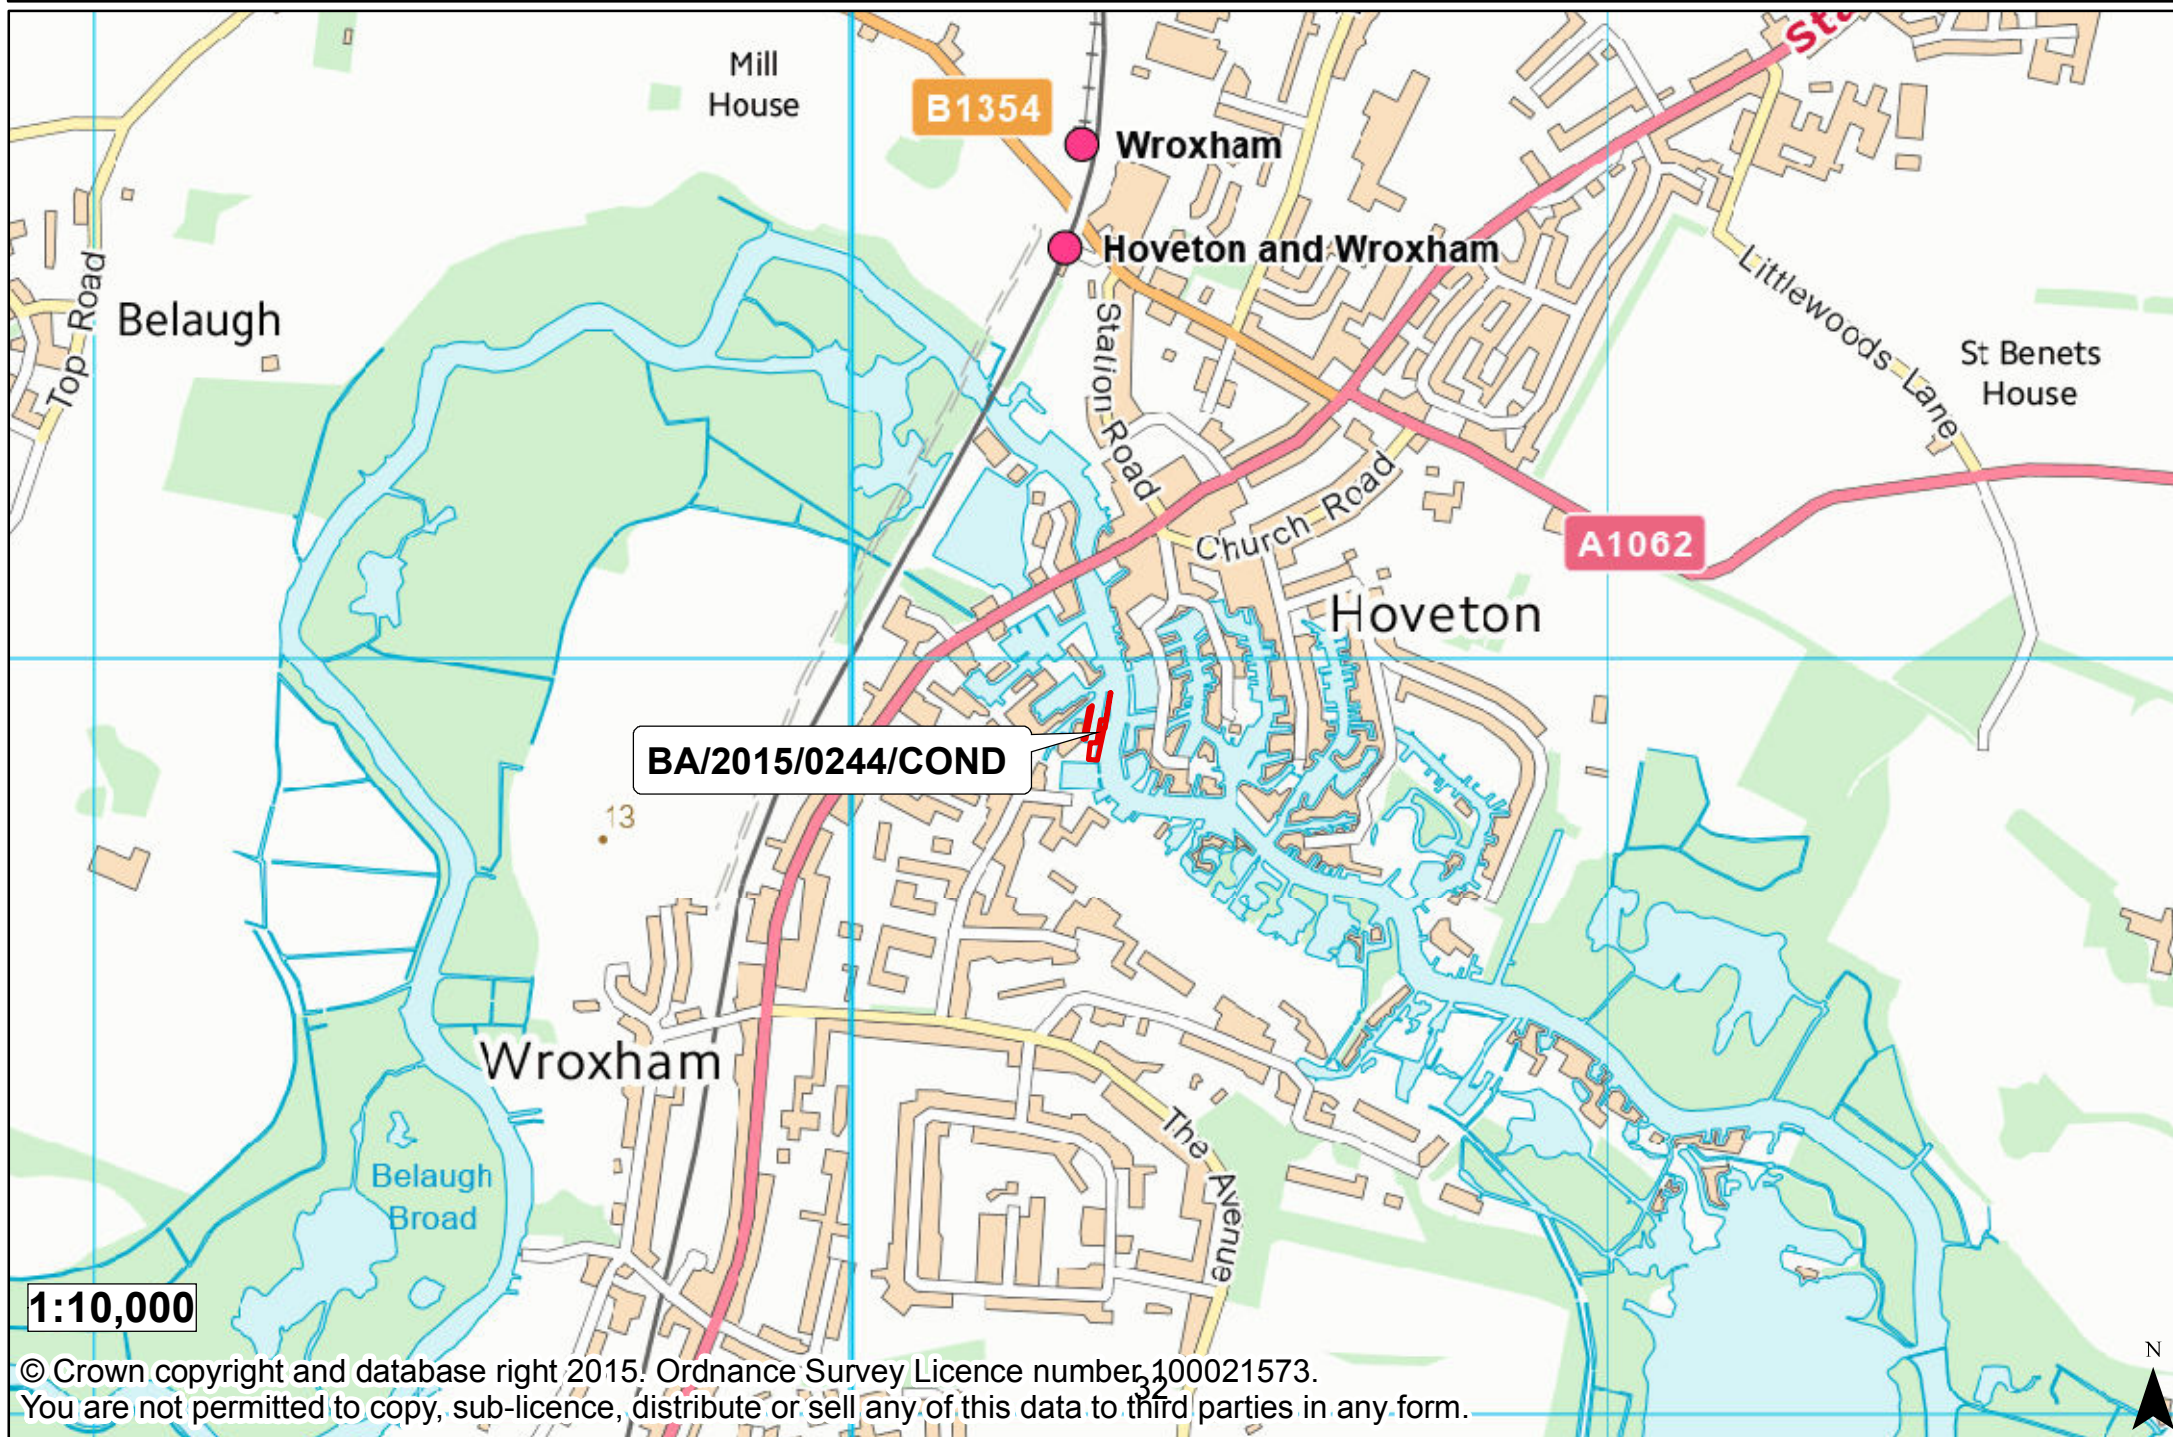 Mill
House
B1354
Wroxham
Hoveton and Wroxham
Top Road
Belaugh
Station Road
Littlewoods Lane
St Benets
House
Church Road
A1062
Hoveton
BA/2015/0244/COND
13
Wroxham
The Avenue
Belaugh
Broad
1:10,000
N
© Crown copyright and database right 2015. Ordnance Survey Licence number 100021573.
32
You are not permitted to copy, sub-licence, distribute or sell any of this data to third parties in any form.